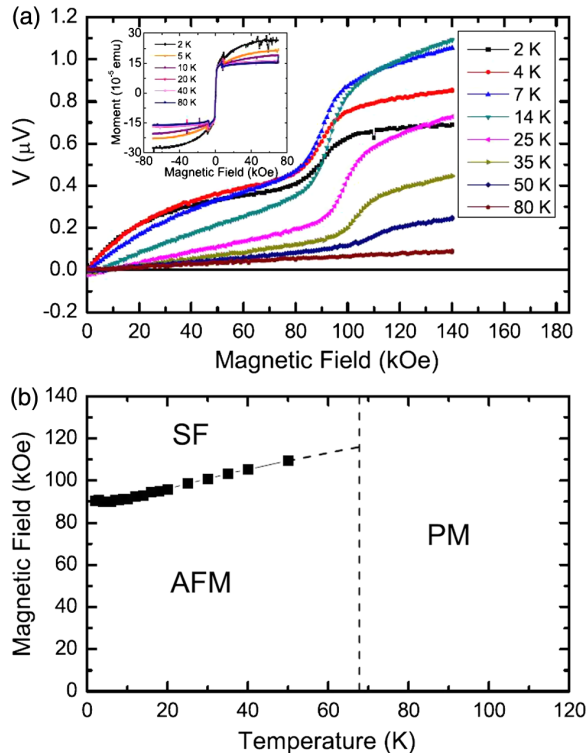 (a)
V (μV)
1.2
1.0
0.8
0.6
0.4
0.2
0.0
-0.2
0 20 40 60 80 100 120 140 160 180
Magnetic Field (kOe)
2 K
4 K
7 K
14 K
25 K
35 K
50 K
80 K
Moment (10⁻⁵ emu)
30
15
0
-15
-30
-80 -40 0 40 80
Magnetic Field (kOe)
2 K
5 K
10 K
20 K
40 K
80 K
(b)
Magnetic Field (kOe)
140
120
100
80
60
40
20
0
0 20 40 60 80 100 120
Temperature (K)
SF
AFM
PM